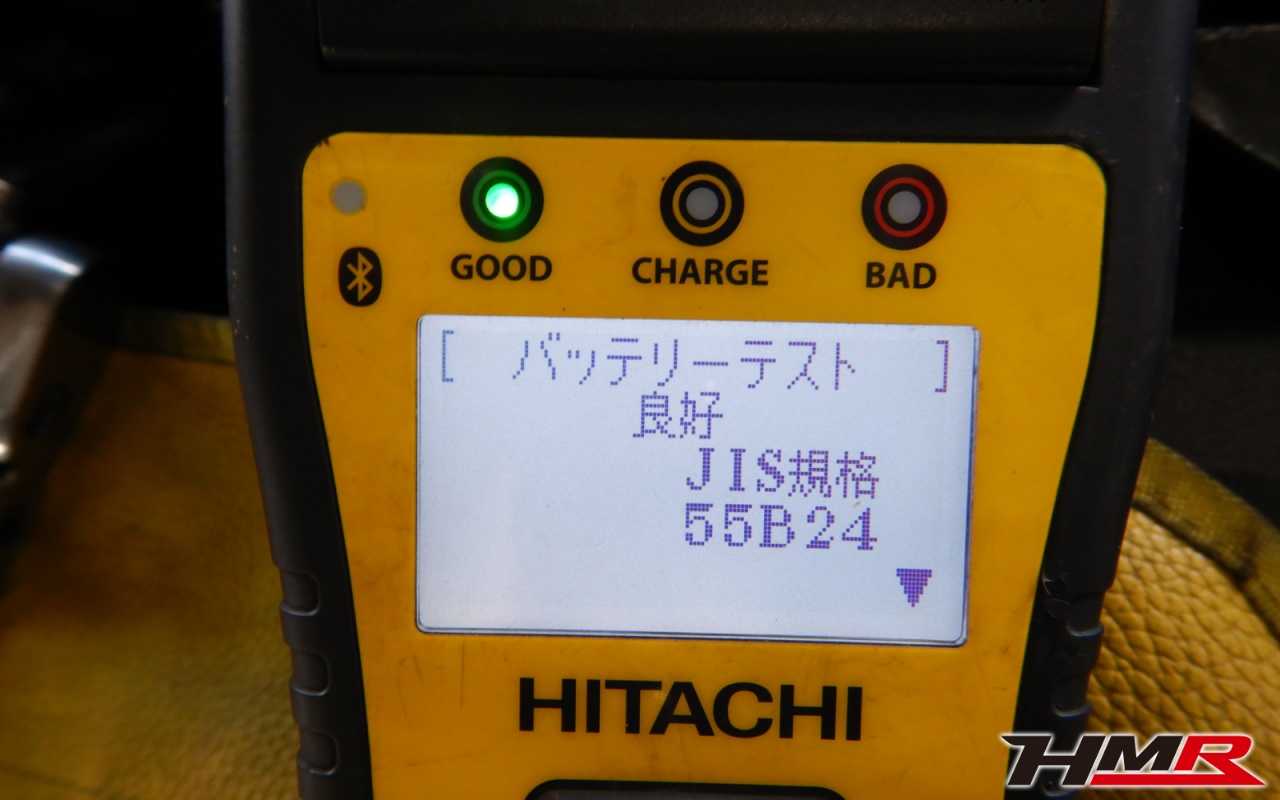 GOOD CHARGE BAD
[ バッテリーテスト ]
良好
JIS規格
55B24
▼
HITACHI
HMR